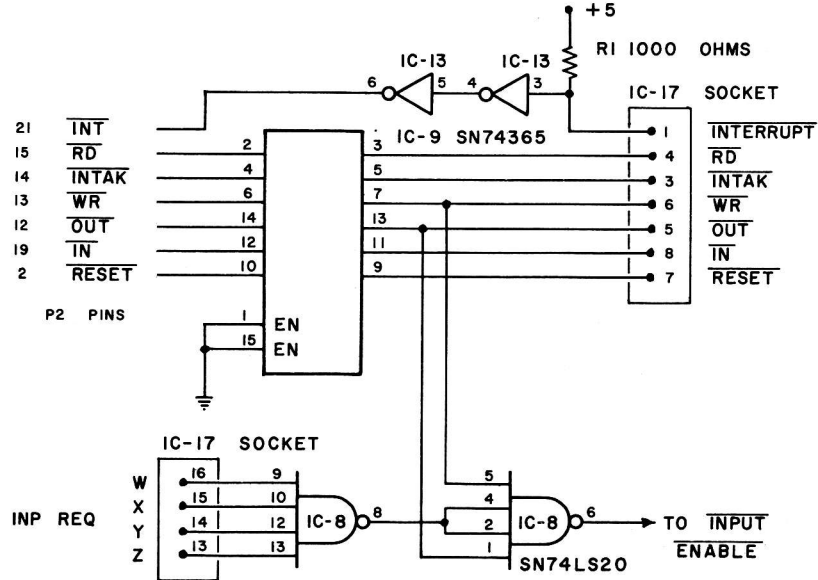 +5
IC-13 IC-13 R1 1000 OHMS
6 5 4 3 IC-17 SOCKET
21 INT IC-9 SN74365 1 INTERRUPT
15 RD 2 3 4 RD
14 INTAK 4 5 3 INTAK
13 WR 6 7 6 WR
12 OUT 14 13 5 OUT
19 IN 12 11 8 IN
2 RESET 10 9 7 RESET
P2 PINS 1 EN
15 EN
IC-17 SOCKET
W 16 9 5
X 15 10 4
INP REQ IC-8 8 2 IC-8 6 TO INPUT
Y 14 12 1 ENABLE
Z 13 13 SN74LS20